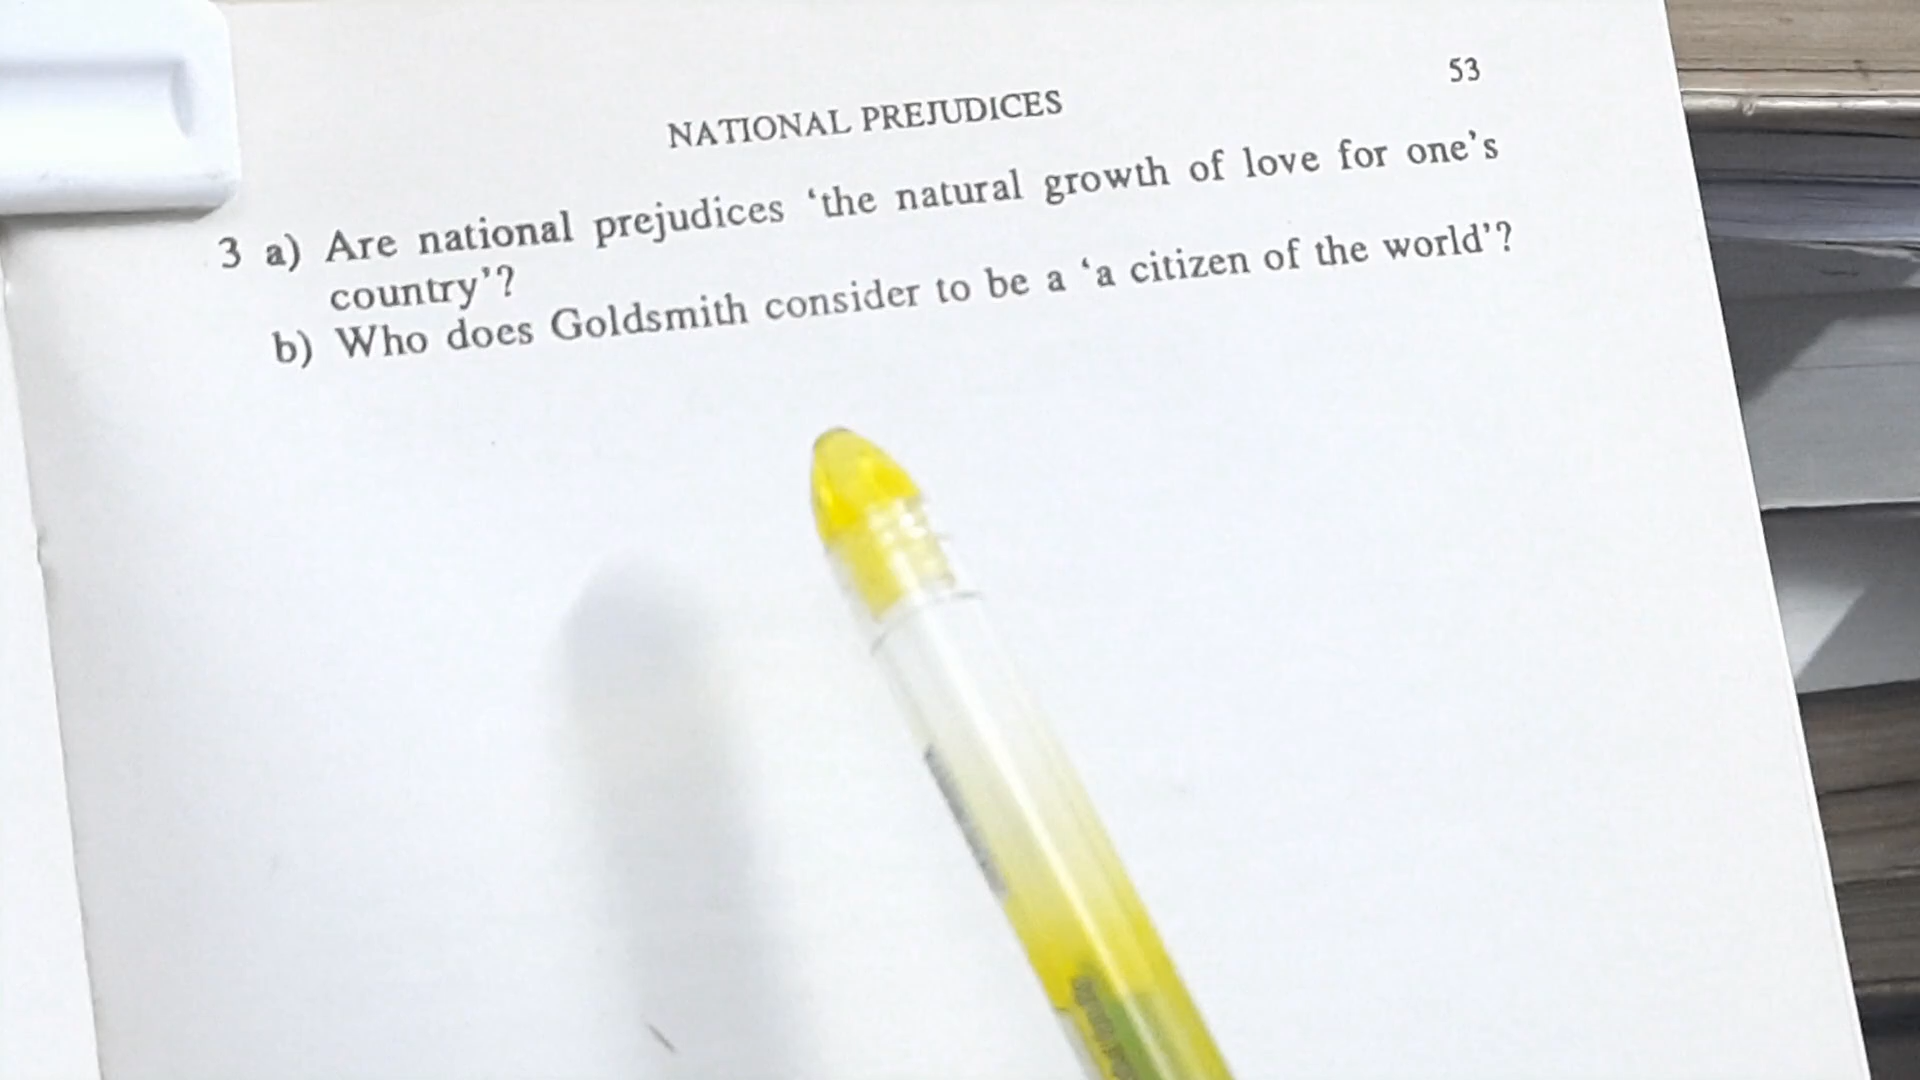 53
NATIONAL PREJUDICES
3 a) Are national prejudices ‘the natural growth of love for one’s
country’?
b) Who does Goldsmith consider to be a ‘a citizen of the world’?